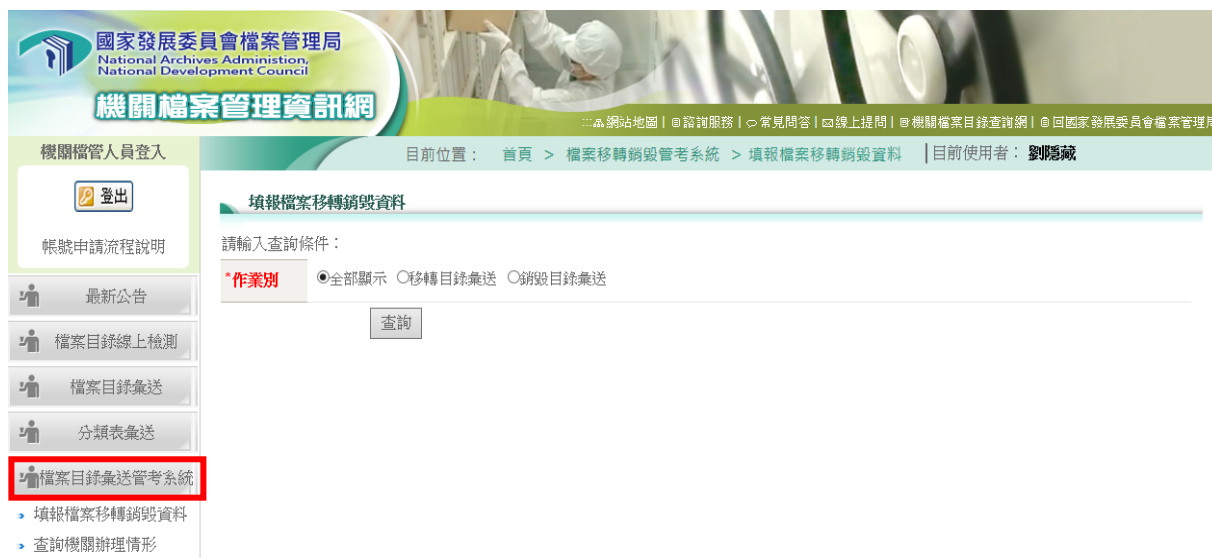 國家發展委員會檔案管理局
National Archives Administion,
National Development Council
機關檔案管理資訊網
:::網站地圖 | 諮詢服務 | 常見問答 | 線上提問 | 機關檔案目錄查詢網 | 回國家發展委員會檔案管理局
機關檔管人員登入
目前位置： 首頁 > 檔案移轉銷毀管考系統 > 填報檔案移轉銷毀資料 | 目前使用者：劉隱藏
登出
填報檔案移轉銷毀資料
帳號申請流程說明
請輸入查詢條件：
*作業別 全部顯示 移轉目錄彙送 銷毀目錄彙送
最新公告
查詢
檔案目錄線上檢測
檔案目錄彙送
分類表彙送
檔案目錄彙送管考系統
填報檔案移轉銷毀資料
查詢機關辦理情形